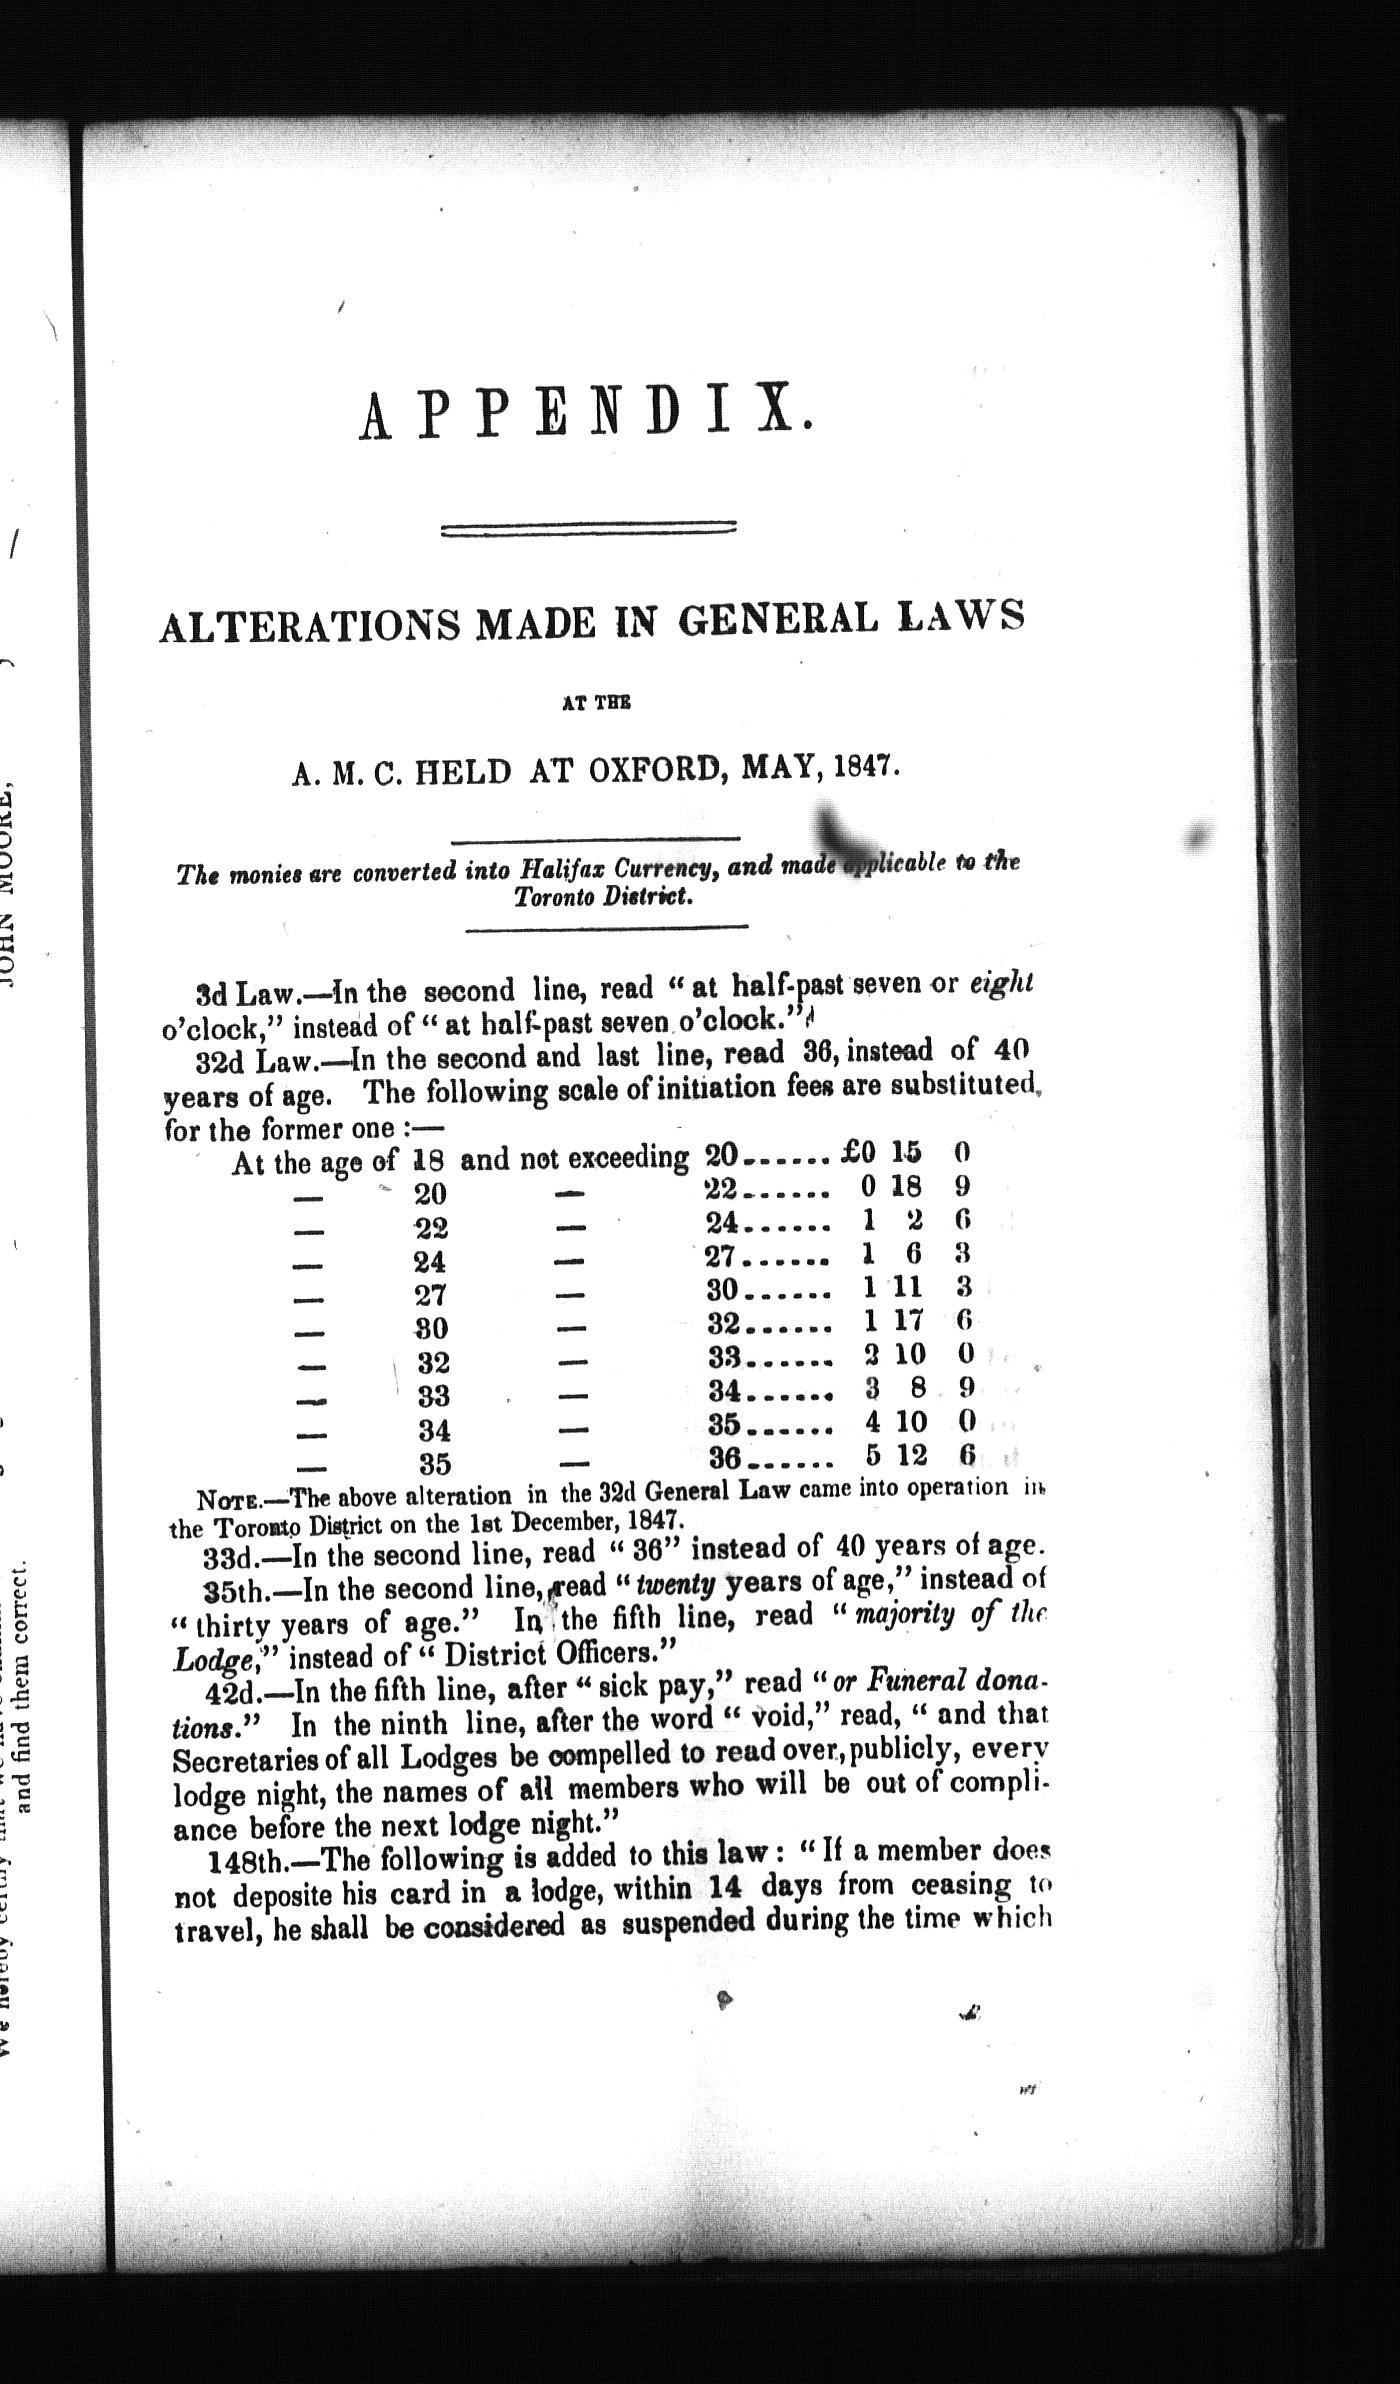 APPENDIX.
ALTERATIONS MADE IN GENERAL LAWS
AT THE
A. M. C. HELD AT OXFORD, MAY, 1847.
The monies are converted into Halifax Currency, and made applicable to the
Toronto District.
3d Law.—In the second line, read “at half-past seven or eight
o’clock,” instead of “at half-past seven o’clock.”
32d Law.—In the second and last line, read 36, instead of 40
years of age. The following scale of initiation fees are substituted,
for the former one :—
At the age of 18 and not exceeding 20...... £0 15 0
— 20 — 22...... 0 18 9
— 22 — 24...... 1 2 6
— 24 — 27...... 1 6 3
— 27 — 30...... 1 11 3
— 30 — 32...... 1 17 6
— 32 — 33...... 2 10 0
— 33 — 34...... 3 8 9
— 34 — 35...... 4 10 0
— 35 — 36...... 5 12 6
NOTE.—The above alteration in the 32d General Law came into operation in
the Toronto District on the 1st December, 1847.
33d.—In the second line, read “36” instead of 40 years of age.
35th.—In the second line, read “twenty years of age,” instead of
“thirty years of age.” In the fifth line, read “majority of the
Lodge,” instead of “District Officers.”
42d.—In the fifth line, after “sick pay,” read “or Funeral dona-
tions.” In the ninth line, after the word “void,” read, “and that
Secretaries of all Lodges be compelled to read over, publicly, every
lodge night, the names of all members who will be out of compli-
ance before the next lodge night.”
148th.—The following is added to this law: “If a member does
not deposite his card in a lodge, within 14 days from ceasing to
travel, he shall be considered as suspended during the time which
JOHN MOORE,
and find them correct.
We hereby certify that we have